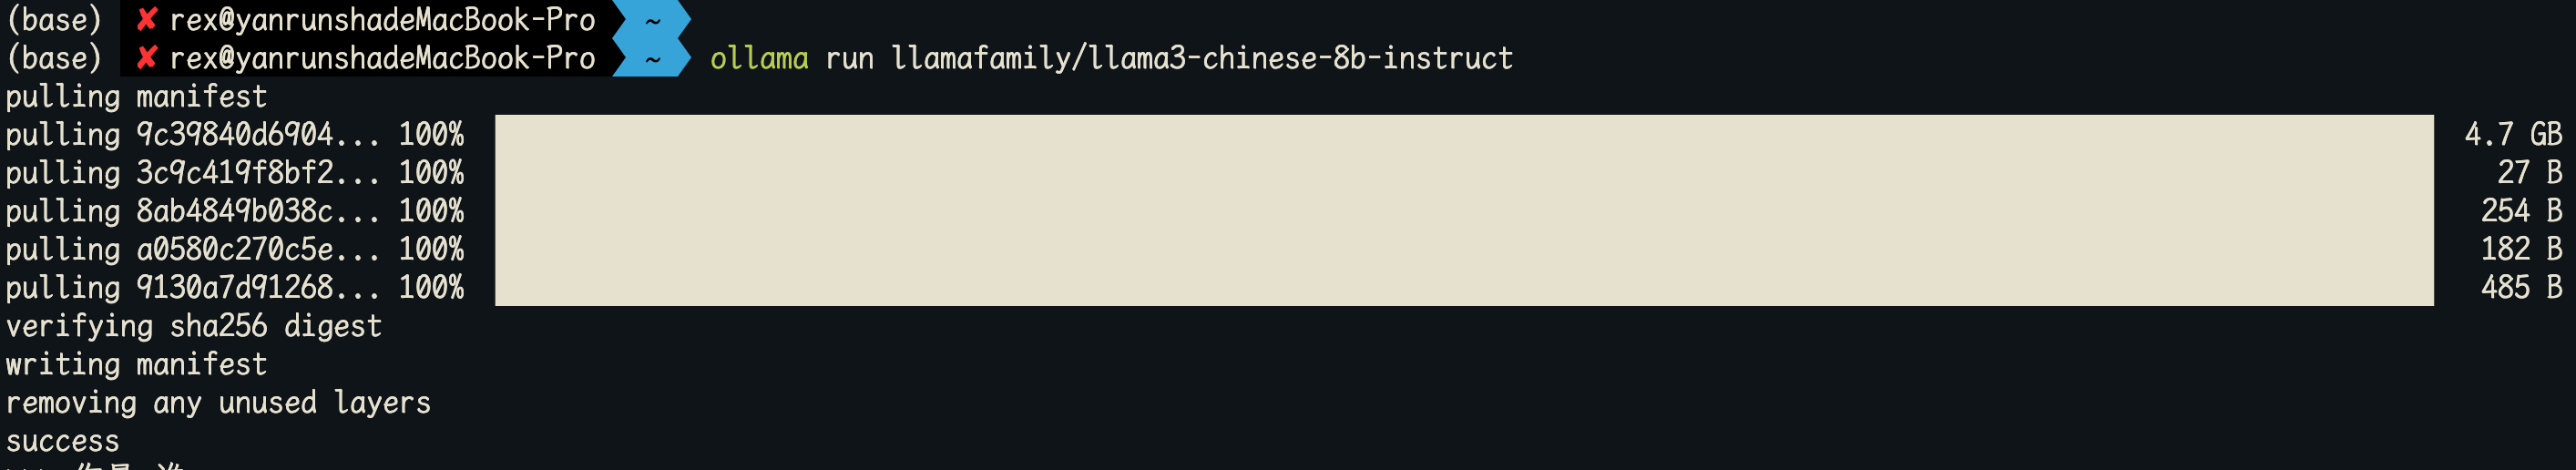 (base) ✘ rex@yanrunshadeMacBook-Pro ~
(base) ✘ rex@yanrunshadeMacBook-Pro ~ ollama run llamafamily/llama3-chinese-8b-instruct
pulling manifest
pulling 9c39840d6904... 100% 4.7 GB
pulling 3c9c419f8bf2... 100% 27 B
pulling 8ab4849b038c... 100% 254 B
pulling a0580c270c5e... 100% 182 B
pulling 9130a7d91268... 100% 485 B
verifying sha256 digest
writing manifest
removing any unused layers
success